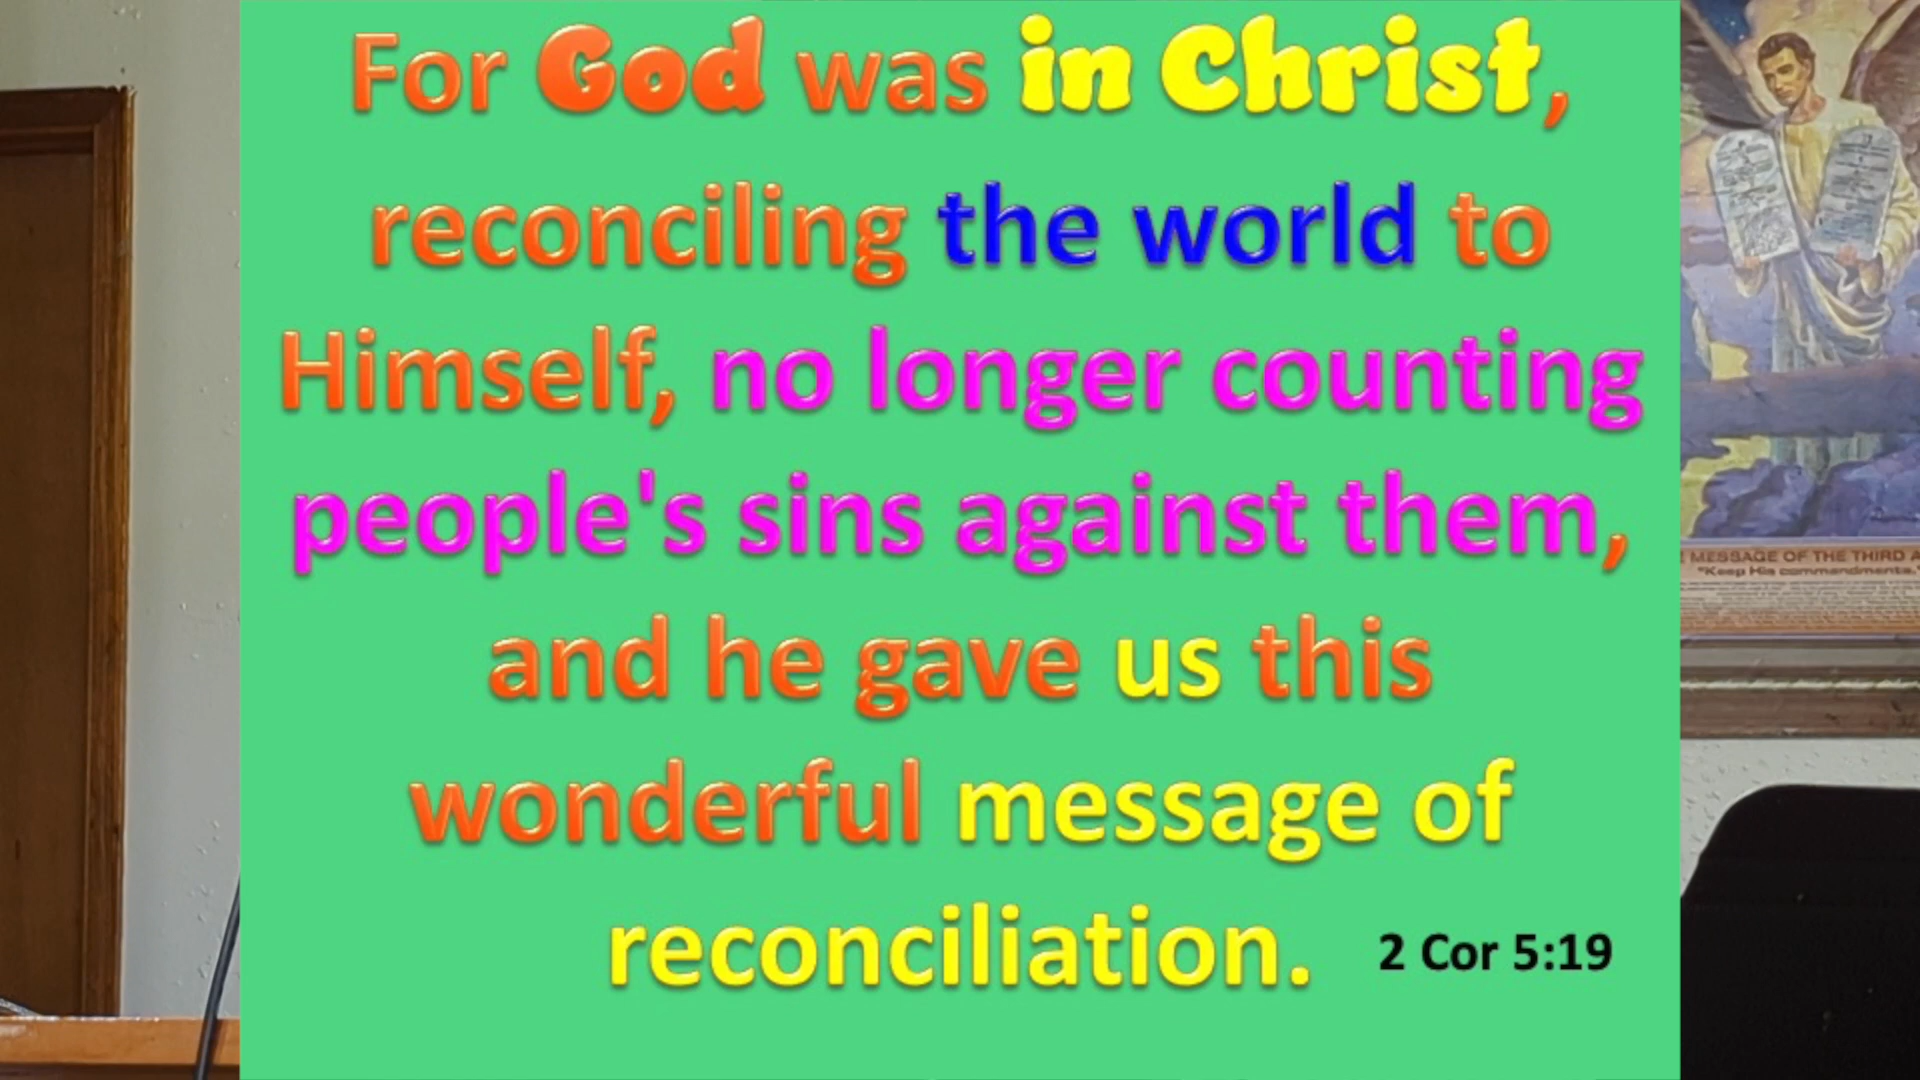 For God was in Christ,
reconciling the world to
Himself, no longer counting
people's sins against them,
and he gave us this
wonderful message of
reconciliation.
2 Cor 5:19
MESSAGE OF THE THIRD A
"Keep His commandments."